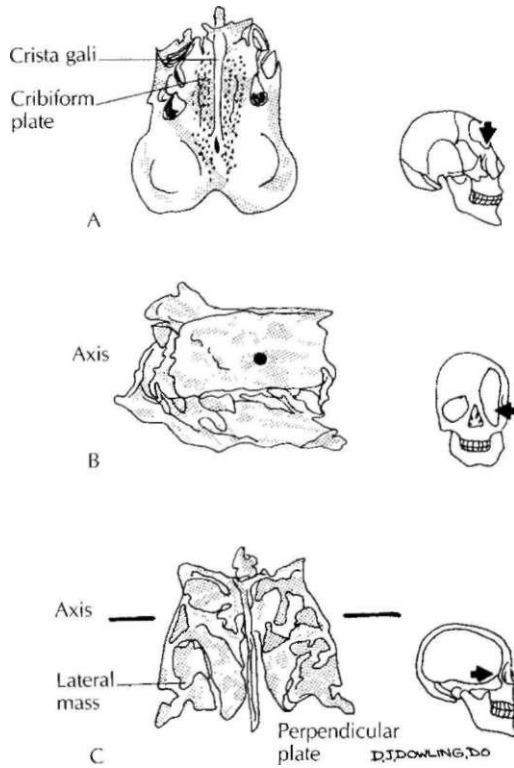 Crista gali
Cribiform
plate
A
Axis
B
Axis
Lateral
mass
Perpendicular
plate
C
D.J.DOWLING,DO